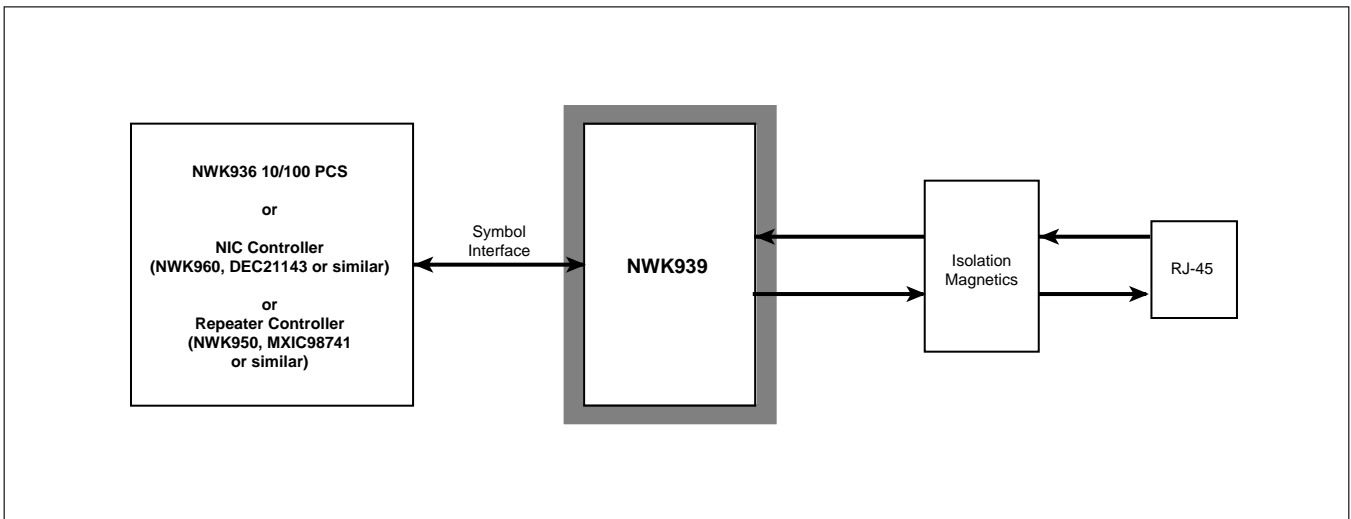 NWK936 10/100 PCS
or
NIC Controller
(NWK960, DEC21143 or similar)
or
Repeater Controller
(NWK950, MXIC98741
or similar)
Symbol
Interface
NWK939
Isolation
Magnetics
RJ-45